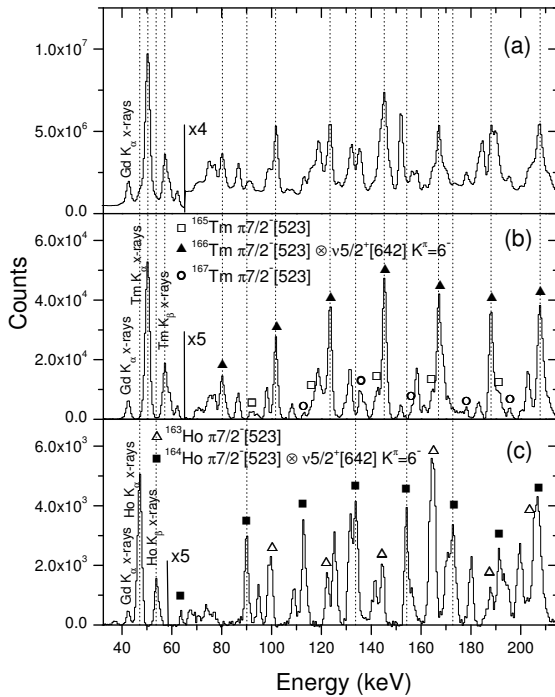 1.0x10⁷
(a)
x4
5.0x10⁶
Gd Kα x-rays
0.0
(b)
□ ¹⁶⁵Tm π7/2⁻[523]
▲ ¹⁶⁶Tm π7/2⁻[523] ⊗ ν5/2⁺[642] Kπ=6⁻
o ¹⁶⁷Tm π7/2⁻[523]
6.0x10⁴
4.0x10⁴
2.0x10⁴
0.0
Gd Kα x-rays
Tm Kα x-rays
Tm Kβ x-rays
x5
Counts
(c)
△ ¹⁶³Ho π7/2⁻[523]
■ ¹⁶⁴Ho π7/2⁻[523] ⊗ ν5/2⁺[642] Kπ=6⁻
6.0x10³
4.0x10³
2.0x10³
0.0
Gd Kα x-rays
Ho Kα x-rays
Ho Kβ x-rays
x5
40 60 80 100 120 140 160 180 200
Energy (keV)